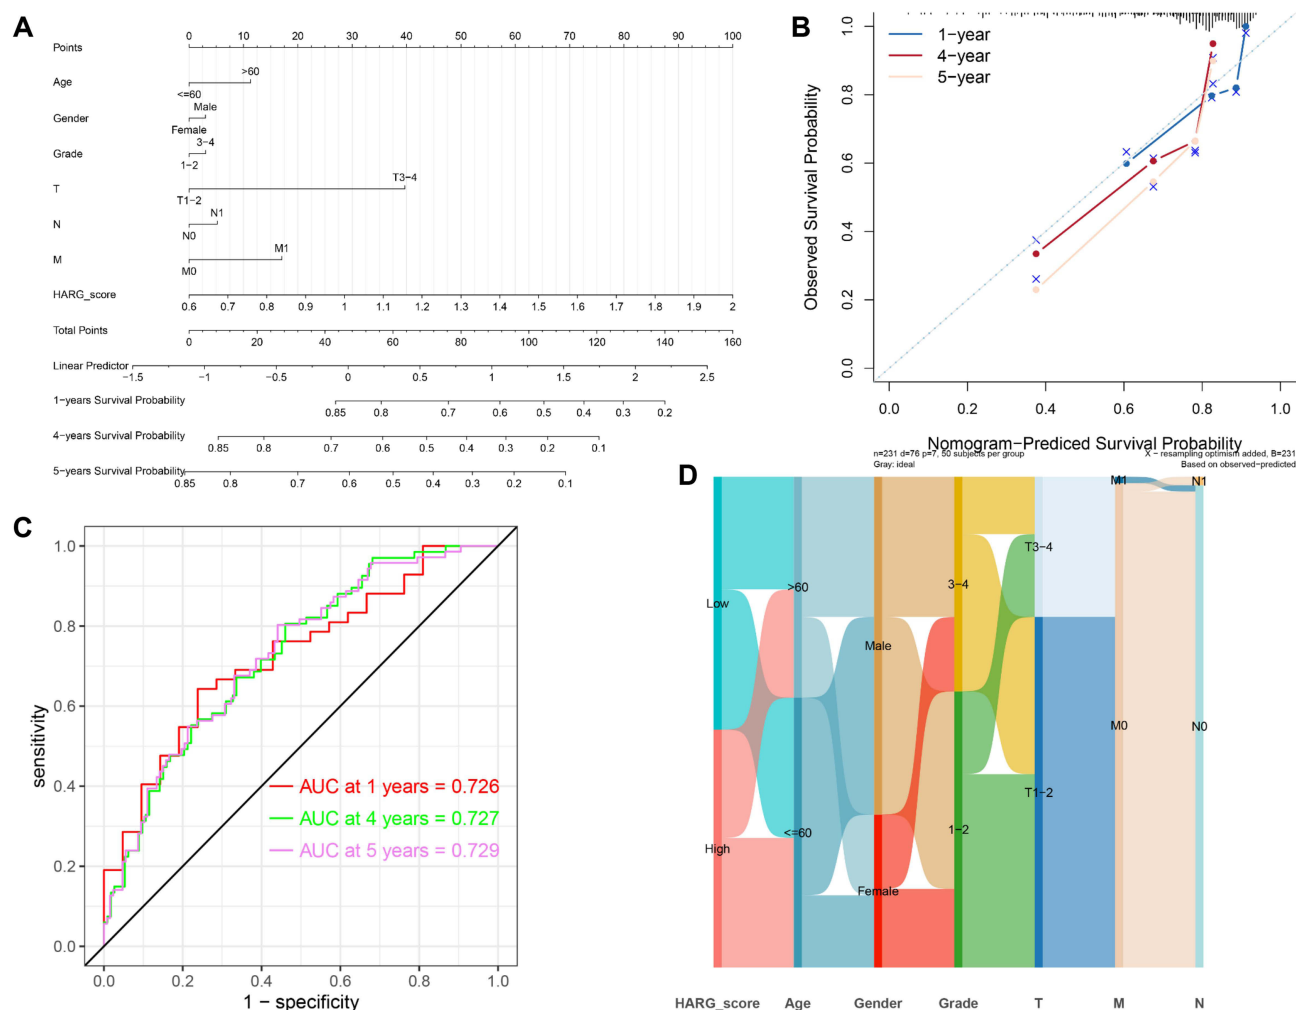 A
Points
0 10 20 30 40 50 60 70 80 90 100
Age
<=60
>60
Gender
Female
Male
Grade
1−2
3−4
T
T1−2
T3−4
N
N0
N1
M
M0
M1
HARG_score
0.6 0.7 0.8 0.9 1 1.1 1.2 1.3 1.4 1.5 1.6 1.7 1.8 1.9 2
Total Points
0 20 40 60 80 100 120 140 160
Linear Predictor
−1.5 −1 −0.5 0 0.5 1 1.5 2 2.5
1−years Survival Probability
0.85 0.8 0.7 0.6 0.5 0.4 0.3 0.2
4−years Survival Probability
0.85 0.8 0.7 0.6 0.5 0.4 0.3 0.2 0.1
5−years Survival Probability
0.85 0.8 0.7 0.6 0.5 0.4 0.3 0.2 0.1
B
1−year
4−year
5−year
Observed Survival Probability
1.0
0.8
0.6
0.4
0.2
0.0
0.0 0.2 0.4 0.6 0.8 1.0
Nomogram−Prediced Survival Probability
n=231 d=76 p=7, 50 subjects per group
Gray: ideal
X − resampling optimism added, B=231
Based on observed−predicted
C
sensitivity
1.0
0.8
0.6
0.4
0.2
0.0
AUC at 1 years = 0.726
AUC at 4 years = 0.727
AUC at 5 years = 0.729
0.0 0.2 0.4 0.6 0.8 1.0
1 − specificity
D
Low
High
>60
<=60
Male
Female
3−4
1−2
T3−4
T1−2
M1
M0
N1
N0
HARG_score Age Gender Grade T M N